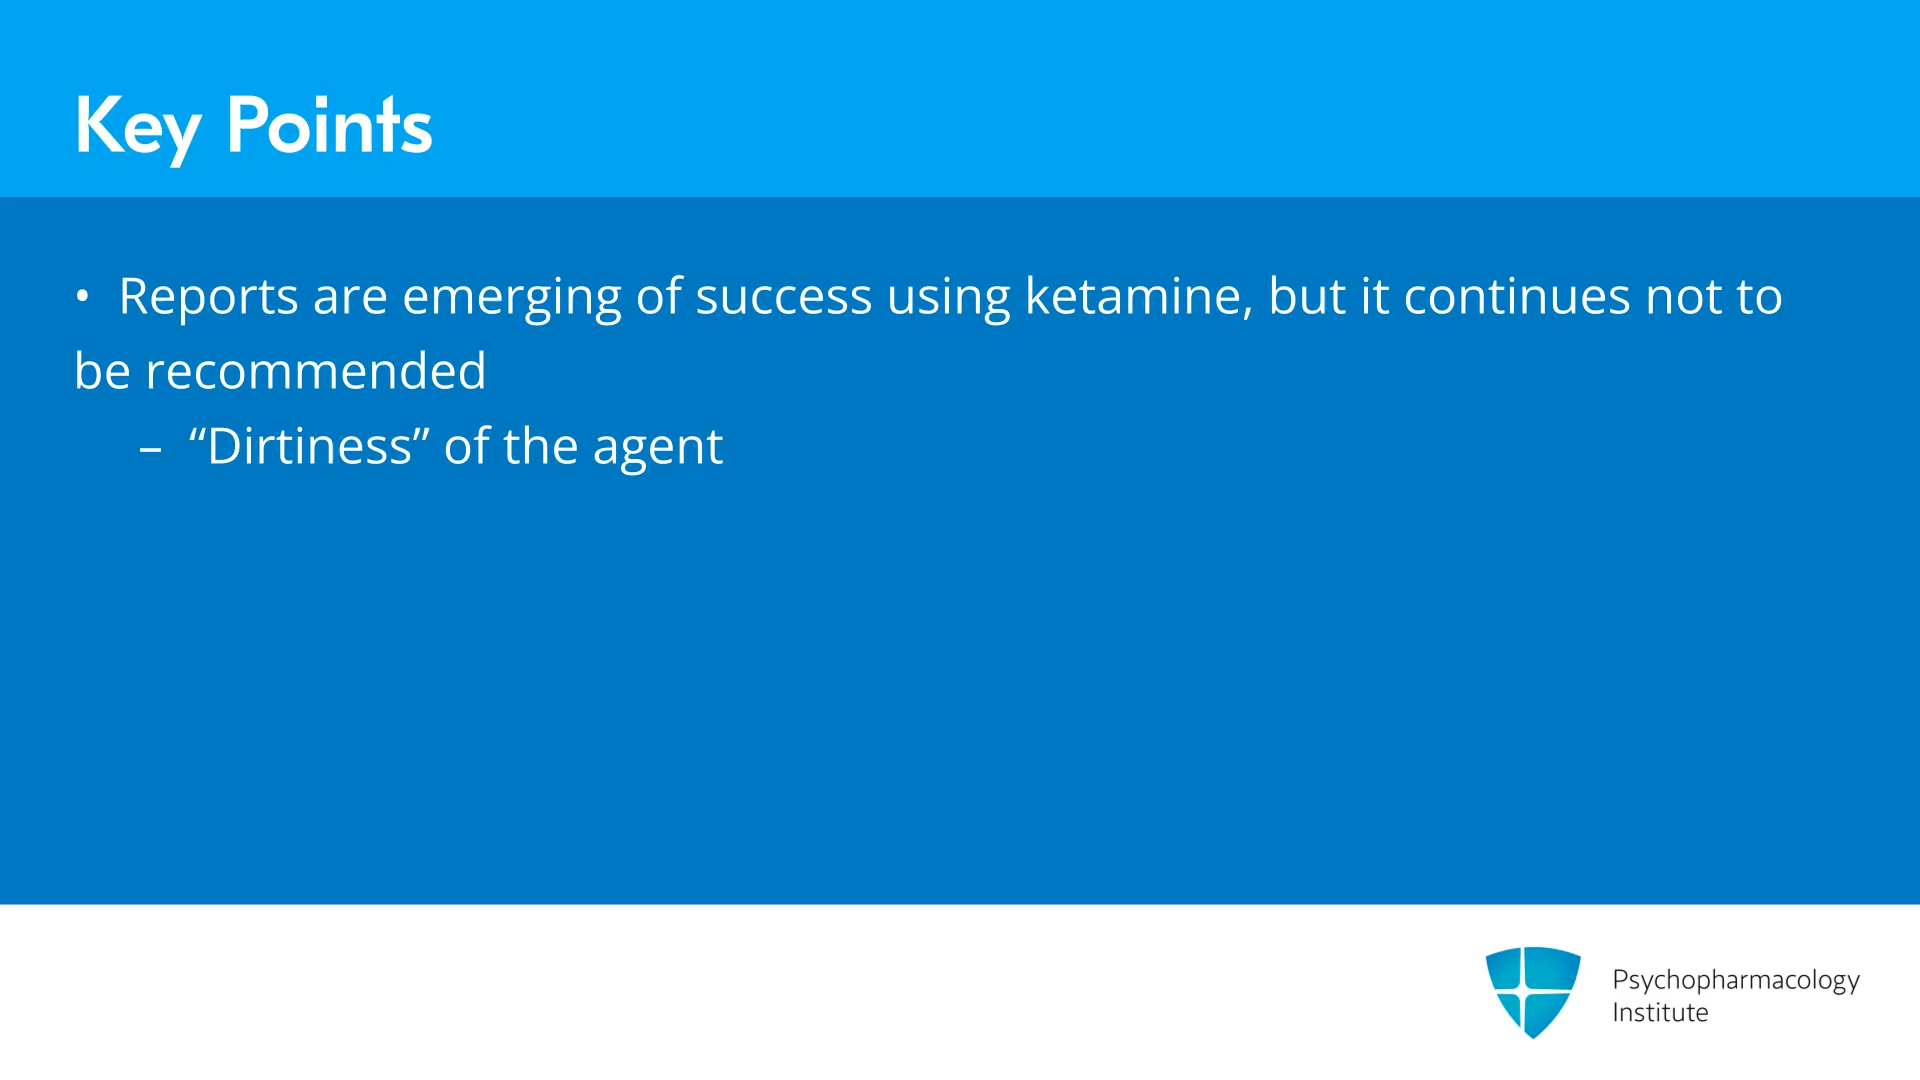 Key Points
• Reports are emerging of success using ketamine, but it continues not to
be recommended
– “Dirtiness” of the agent
Psychopharmacology
Institute